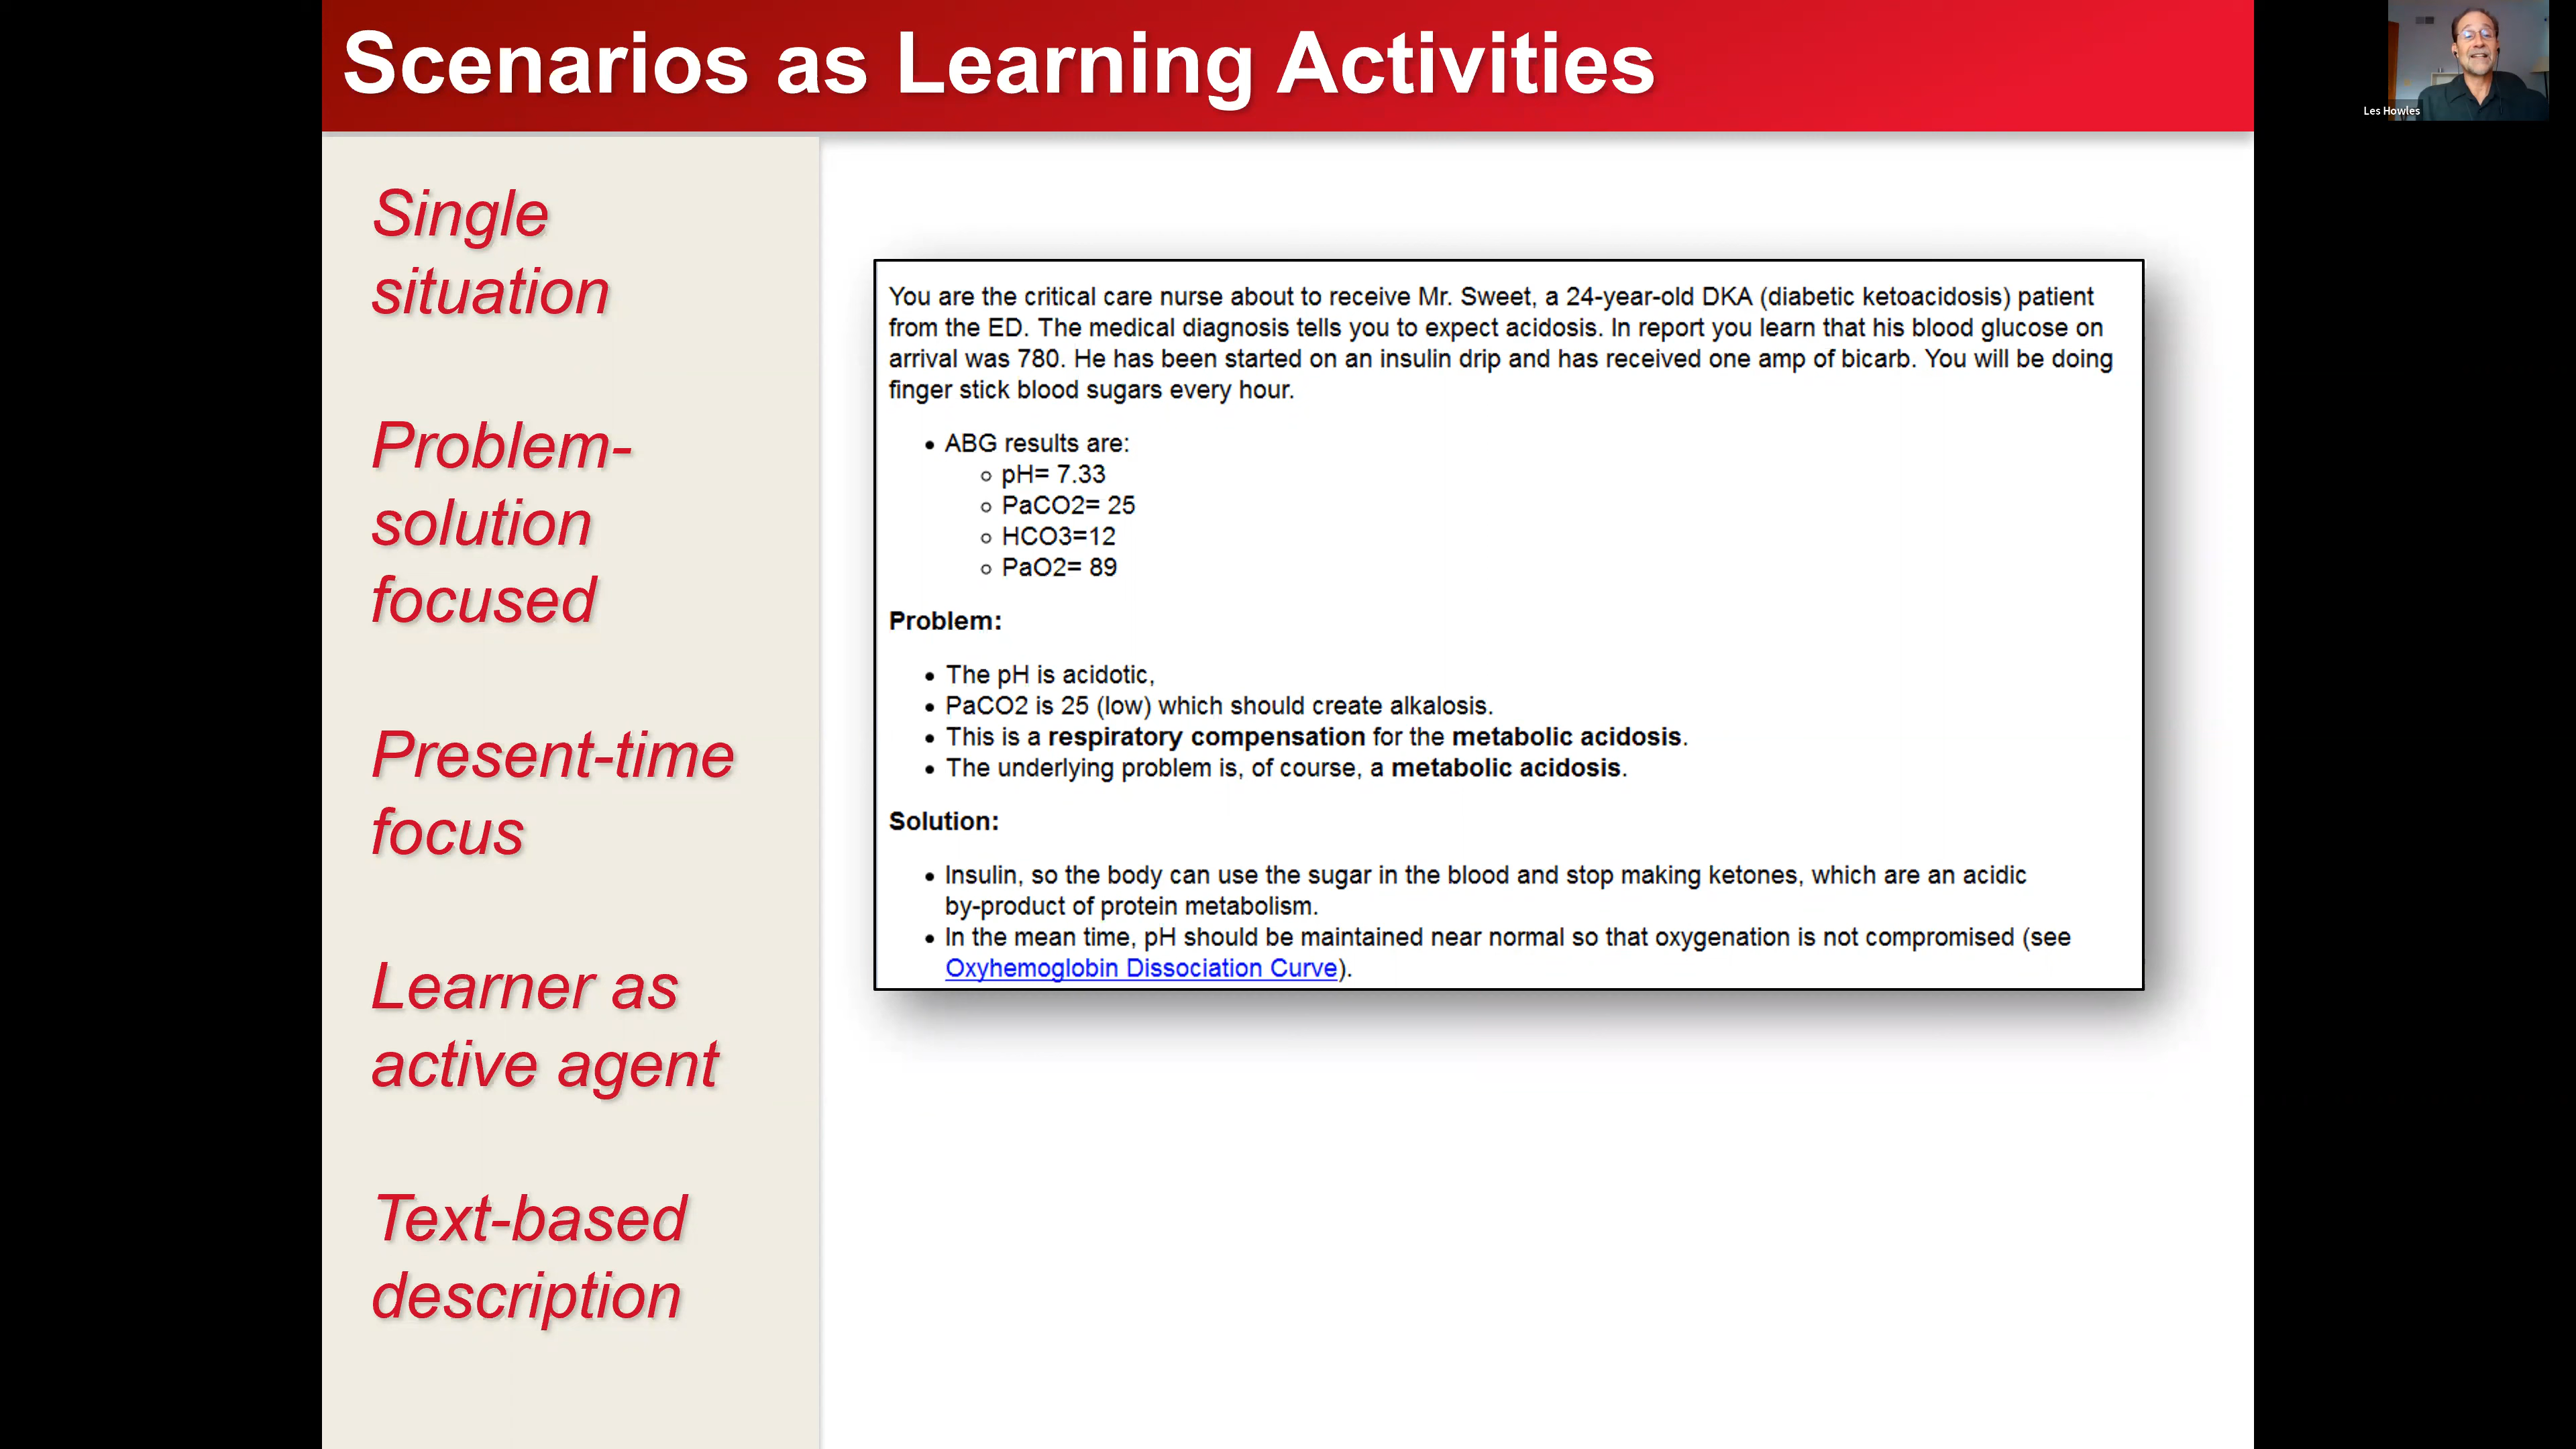 Scenarios as Learning Activities
Les Howles
Single
situation
Problem-
solution
focused
Present-time
focus
Learner as
active agent
Text-based
description
You are the critical care nurse about to receive Mr. Sweet, a 24-year-old DKA (diabetic ketoacidosis) patient
from the ED. The medical diagnosis tells you to expect acidosis. In report you learn that his blood glucose on
arrival was 780. He has been started on an insulin drip and has received one amp of bicarb. You will be doing
finger stick blood sugars every hour.
• ABG results are:
○ pH= 7.33
○ PaCO2= 25
○ HCO3=12
○ PaO2= 89
Problem:
• The pH is acidotic,
• PaCO2 is 25 (low) which should create alkalosis.
• This is a respiratory compensation for the metabolic acidosis.
• The underlying problem is, of course, a metabolic acidosis.
Solution:
• Insulin, so the body can use the sugar in the blood and stop making ketones, which are an acidic
by-product of protein metabolism.
• In the mean time, pH should be maintained near normal so that oxygenation is not compromised (see
Oxyhemoglobin Dissociation Curve).